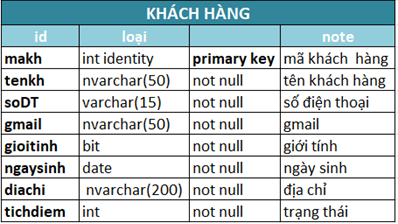 KHÁCH HÀNG
id loại note
makh int identity primary key mã khách hàng
tenkh nvarchar(50) not null tên khách hàng
soDT varchar(15) not null số điện thoại
gmail nvarchar(50) not null gmail
gioitinh bit not null giới tính
ngaysinh date not null ngày sinh
diachi nvarchar(200) not null địa chỉ
tichdiem int not null trạng thái